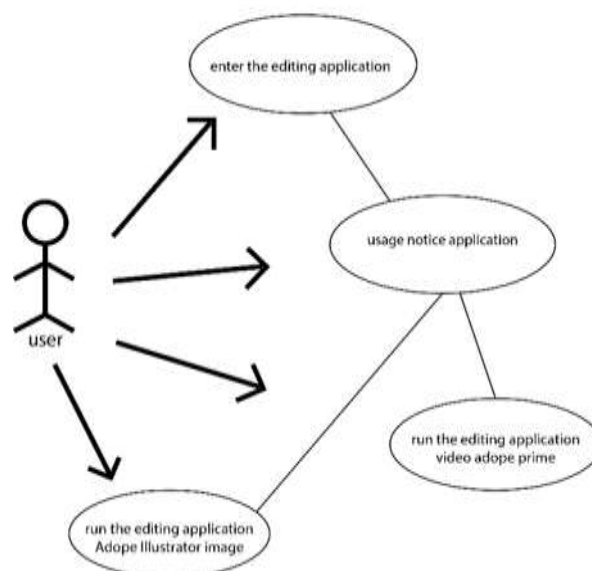 enter the editing application
usage notice application
user
run the editing application
video adope prime
run the editing application
Adope Illustrator image